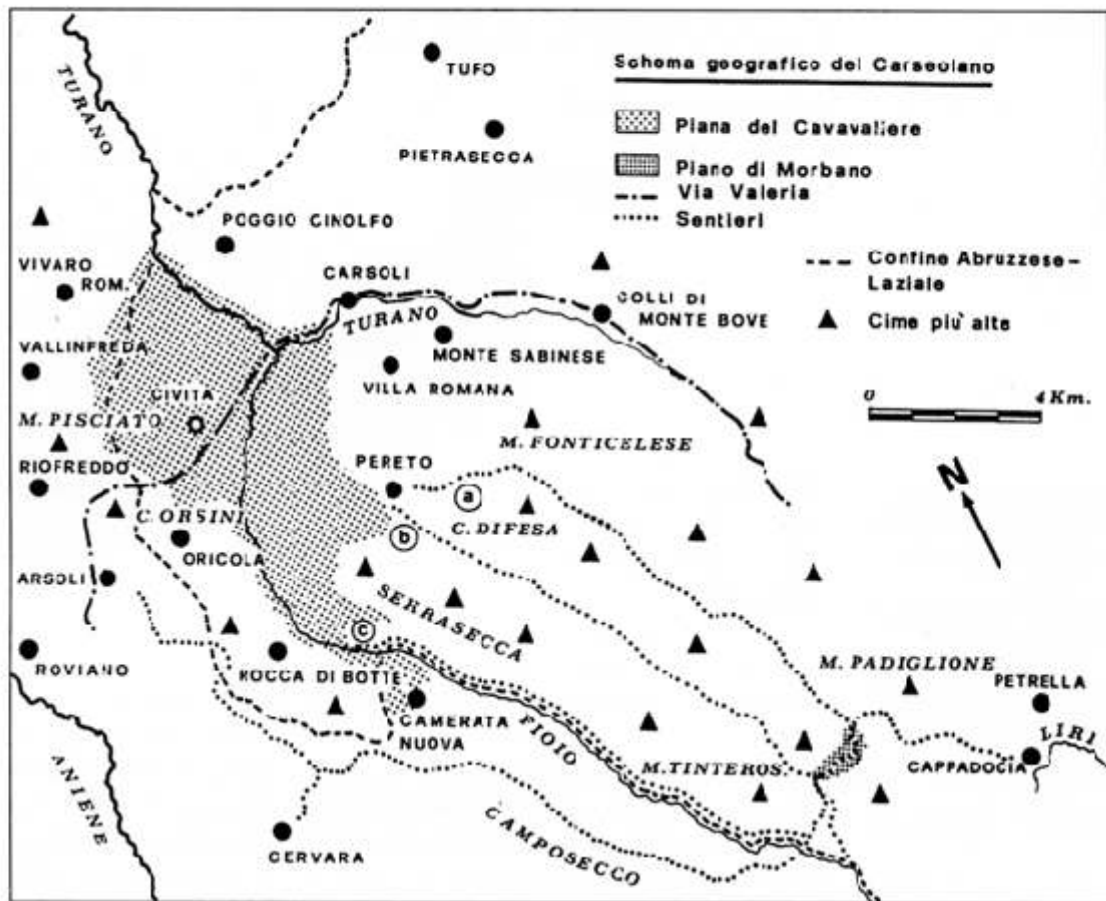 TURANO
TUFO
PIETRASECCA
Schema geografico del Carseolano
Piana del Cavavaliere
Piano di Morbano
Via Valeria
Sentieri
Confine Abruzzese-
Laziale
Cime più alte
0 4 Km.
N
POGGIO CINOLFO
VIVARO
ROM.
CARSOLI
TURANO
COLLI DI
MONTE BOVE
MONTE SABINESE
VALLINFREDA
VILLA ROMANA
CIVITA
M. PISCIATO
M. FONTICELESE
RIOFREDDO
PERETO
a
C. ORSINI
C. DIFESA
b
ORICOLA
ARSOLI
SERRASECCA
c
ROVIANO
ROCCA DI BOTTE
M. PADIGLIONE
PETRELLA
CAMERATA
NUOVA
FIOIO
LIRI
CAPPADOCIA
M. TINTEROS.
ANIENE
CERVARA
CAMPOSECCO